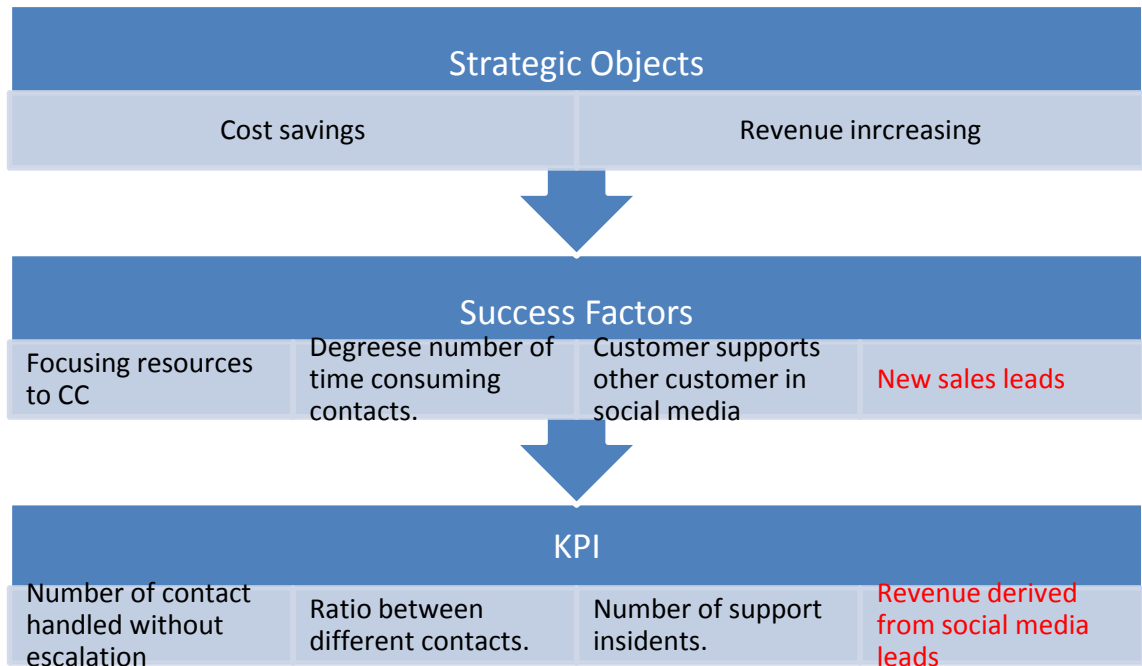 Strategic Objects
Cost savings
Revenue inrcreasing
Success Factors
Focusing resources
to CC
Degreese number of
time consuming
contacts.
Customer supports
other customer in
social media
New sales leads
KPI
Number of contact
handled without
escalation
Ratio between
different contacts.
Number of support
insidents.
Revenue derived
from social media
leads